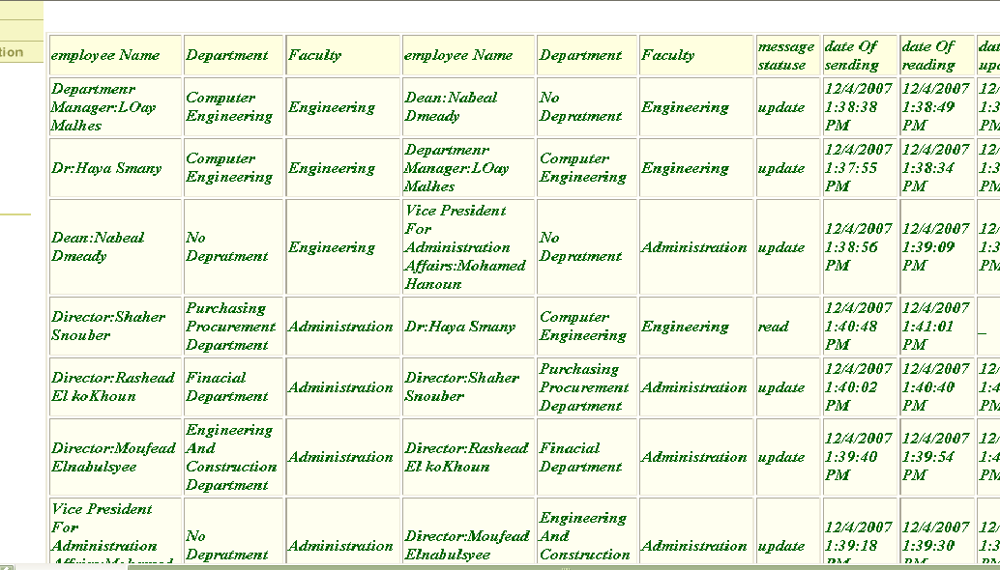 tion
employee Name Department Faculty employee Name Department Faculty message statuse date Of sending date Of reading
Departmenr Manager:LOay Malhes Computer Engineering Engineering Dean:Nabeal Dmeady No Depratment Engineering update 12/4/2007 1:38:38 PM 12/4/2007 1:38:49 PM 12/
Dr:Haya Smany Computer Engineering Engineering Departmenr Manager:LOay Malhes Computer Engineering Engineering update 12/4/2007 1:37:55 PM 12/4/2007 1:38:34 PM 12/
Dean:Nabeal Dmeady No Depratment Engineering Vice President For Administration Affairs:Mohamed Hanoun No Depratment Administration update 12/4/2007 1:38:56 PM 12/4/2007 1:39:09 PM 12/
Director:Shaher Snouber Purchasing Procurement Department Administration Dr:Haya Smany Computer Engineering Engineering read 12/4/2007 1:40:48 PM 12/4/2007 1:41:01 PM _
Director:Rashead El koKhoun Finacial Department Administration Director:Shaher Snouber Purchasing Procurement Department Administration update 12/4/2007 1:40:02 PM 12/4/2007 1:40:40 PM 12/
Director:Moufead Elnabulsyee Engineering And Construction Department Administration Director:Rashead El koKhoun Finacial Department Administration update 12/4/2007 1:39:40 PM 12/4/2007 1:39:54 PM 12/
Vice President For Administration Affairs:Mohamed No Depratment Administration Director:Moufead Elnabulsyee Engineering And Construction Administration update 12/4/2007 1:39:18 PM 12/4/2007 1:39:30 PM 12/